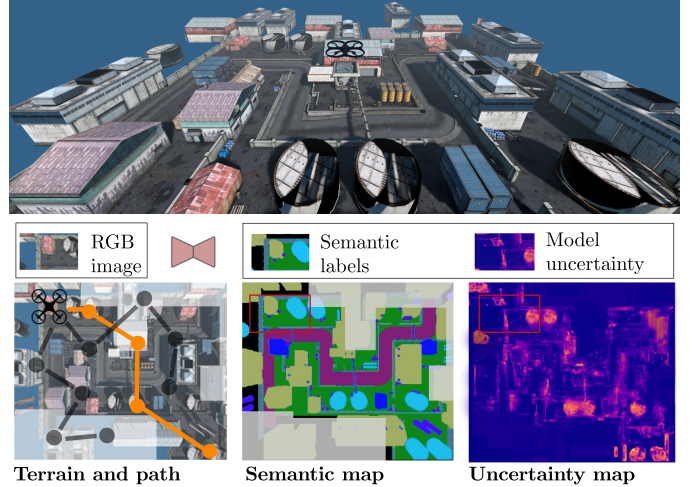 RGB
image
Semantic
labels
Model
uncertainty
Terrain and path
Semantic map
Uncertainty map